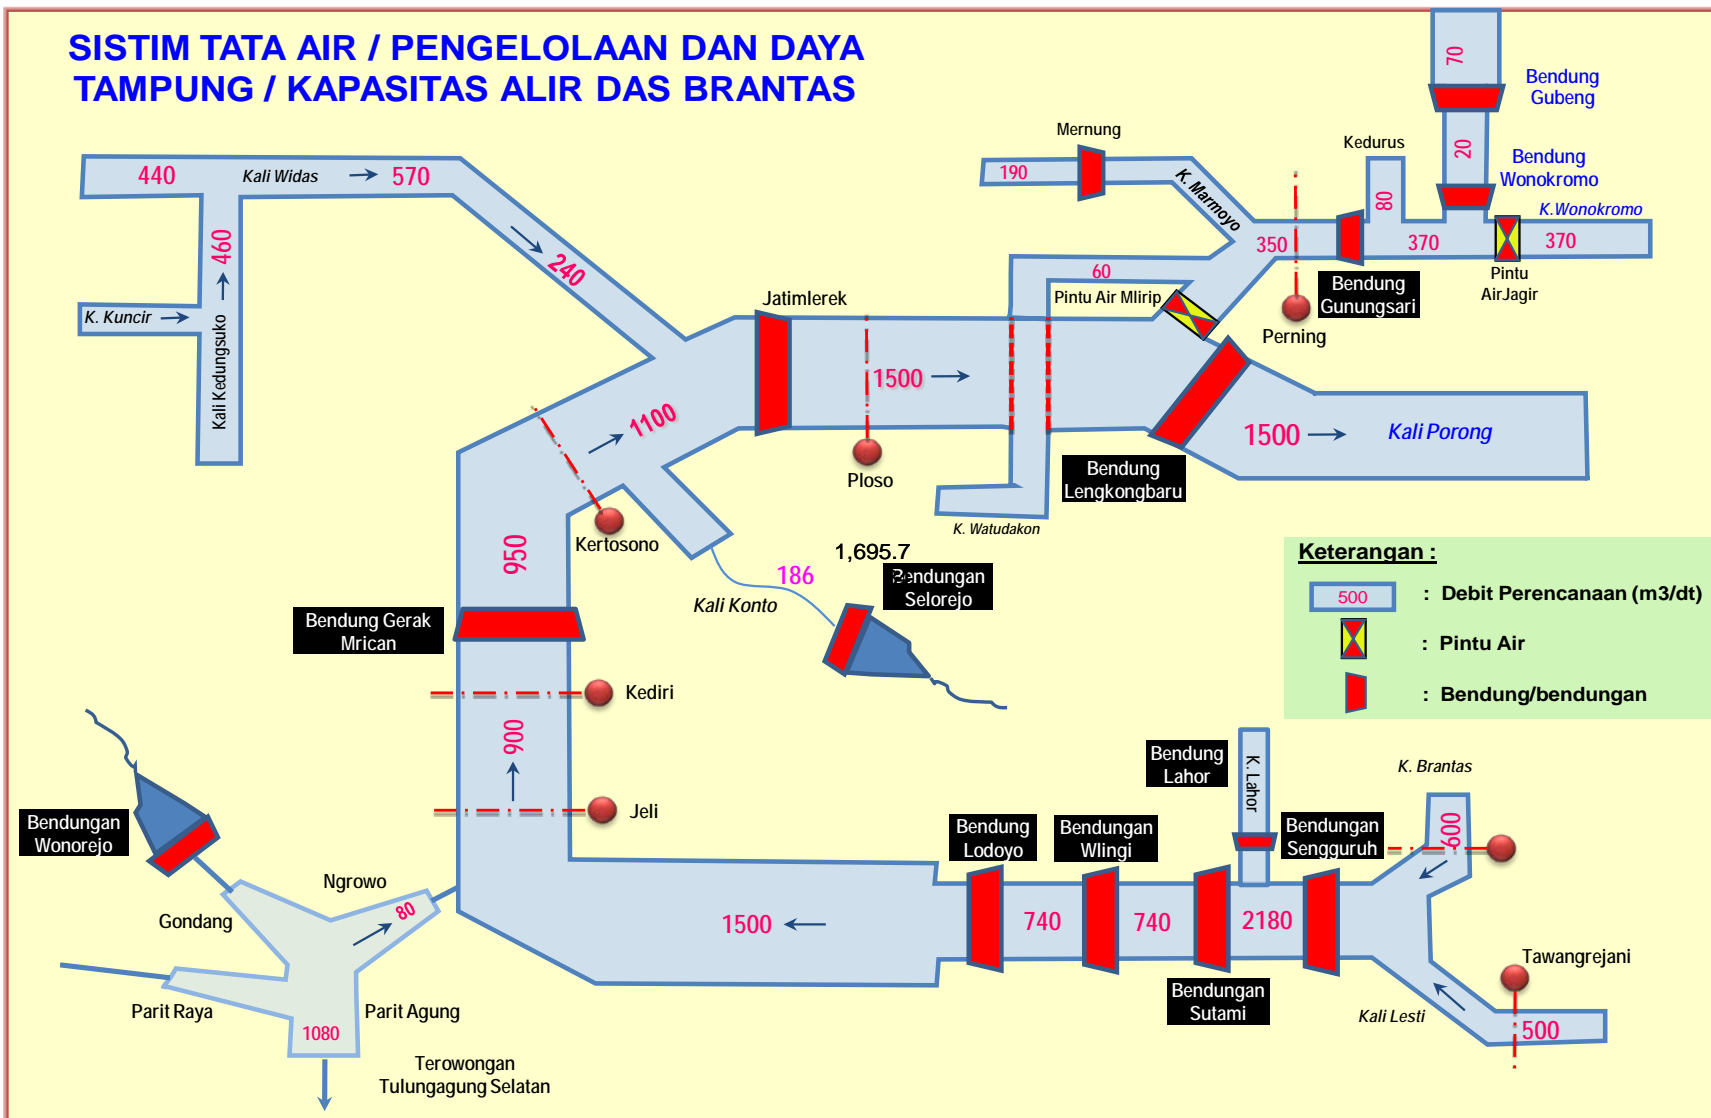 SISTIM TATA AIR / PENGELOLAAN DAN DAYA
TAMPUNG / KAPASITAS ALIR DAS BRANTAS
70
Bendung
Gubeng
20
Bendung
Wonokromo
K.Wonokromo
Kedurus
80
Mernung
190
K. Marmoyo
350
370
370
Pintu
AirJagir
Bendung
Gunungsari
Perning
60
Pintu Air Mlirip
440
Kali Widas
570
460
240
K. Kuncir
Kali Kedungsuko
Jatimlerek
1500
Ploso
1100
Kertosono
1500
Kali Porong
Bendung
Lengkongbaru
K. Watudakon
950
1,695.7
186
Bendungan
Selorejo
Kali Konto
Bendung Gerak
Mrican
Kediri
900
Jeli
Keterangan :
500
: Debit Perencanaan (m3/dt)
: Pintu Air
: Bendung/bendungan
Bendungan
Wonorejo
Ngrowo
80
Gondang
Parit Raya
Parit Agung
1080
Terowongan
Tulungagung Selatan
1500
Bendung
Lodoyo
740
Bendungan
Wlingi
740
Bendung
Lahor
K. Lahor
2180
Bendungan
Sutami
Bendungan
Sengguruh
K. Brantas
600
Tawangrejani
Kali Lesti
500